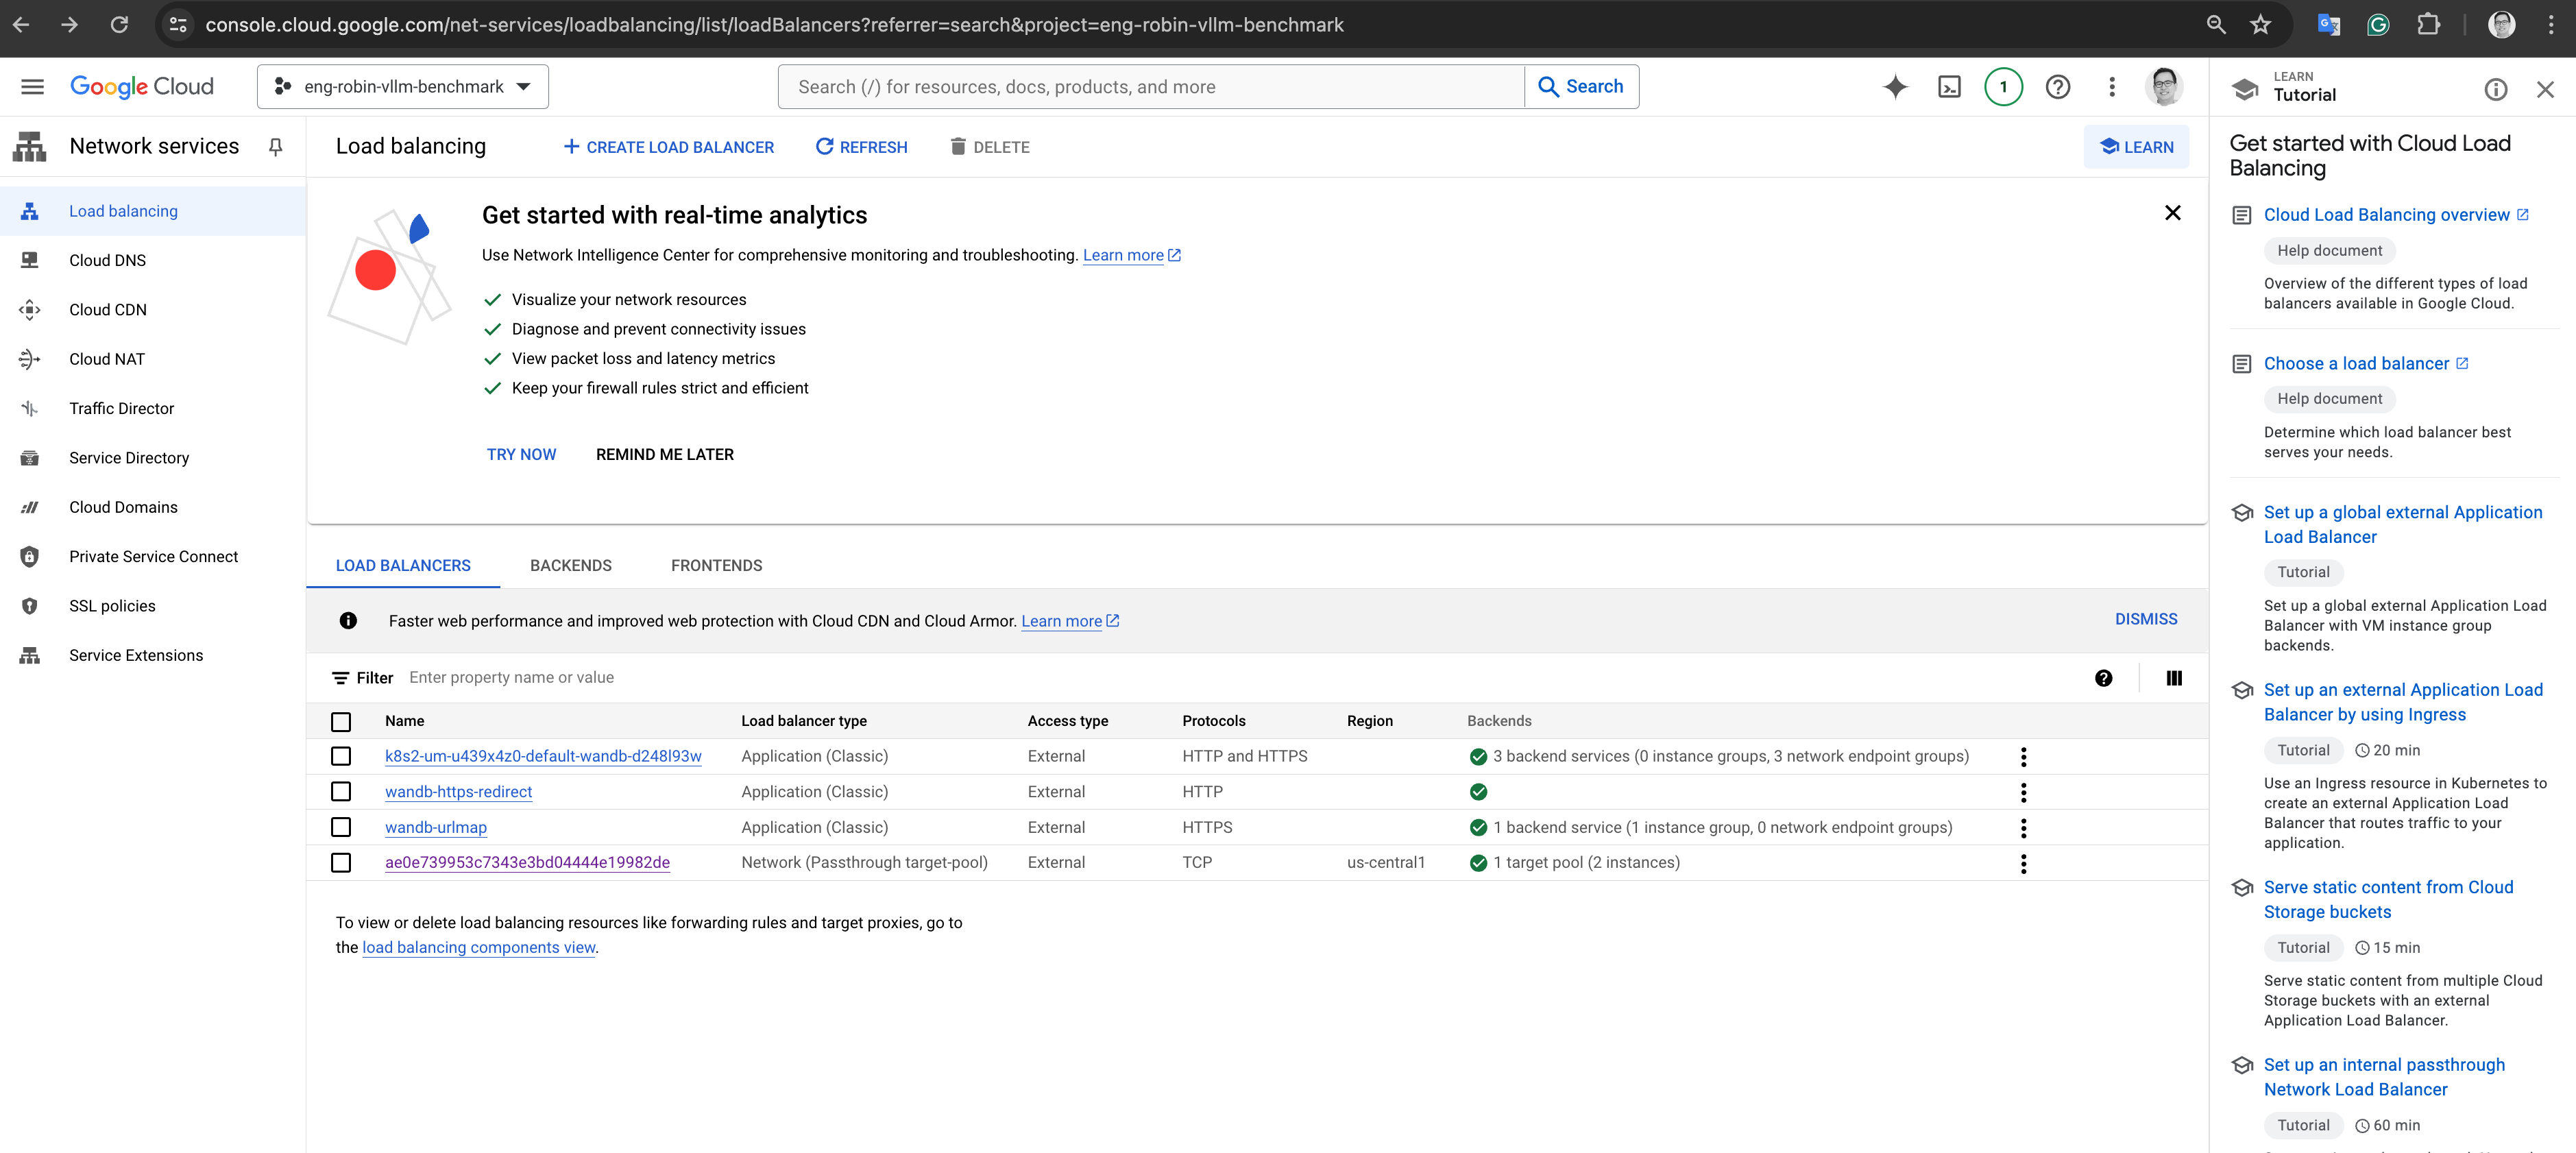 console.cloud.google.com/net-services/loadbalancing/list/loadBalancers?referrer=search&project=eng-robin-vllm-benchmark
Google Cloud
eng-robin-vllm-benchmark
Search (/) for resources, docs, products, and more
Search
1
LEARN
Tutorial
Network services
Load balancing
Cloud DNS
Cloud CDN
Cloud NAT
Traffic Director
Service Directory
Cloud Domains
Private Service Connect
SSL policies
Service Extensions
Load balancing
CREATE LOAD BALANCER
REFRESH
DELETE
LEARN
Get started with real-time analytics
Use Network Intelligence Center for comprehensive monitoring and troubleshooting. Learn more
Visualize your network resources
Diagnose and prevent connectivity issues
View packet loss and latency metrics
Keep your firewall rules strict and efficient
TRY NOW REMIND ME LATER
LOAD BALANCERS BACKENDS FRONTENDS
Faster web performance and improved web protection with Cloud CDN and Cloud Armor. Learn more
DISMISS
Filter Enter property name or value
Name Load balancer type Access type Protocols Region Backends
k8s2-um-u439x4z0-default-wandb-d248l93w Application (Classic) External HTTP and HTTPS 3 backend services (0 instance groups, 3 network endpoint groups)
wandb-https-redirect Application (Classic) External HTTP
wandb-urlmap Application (Classic) External HTTPS 1 backend service (1 instance group, 0 network endpoint groups)
ae0e739953c7343e3bd04444e19982de Network (Passthrough target-pool) External TCP us-central1 1 target pool (2 instances)
To view or delete load balancing resources like forwarding rules and target proxies, go to
the load balancing components view.
Get started with Cloud Load
Balancing
Cloud Load Balancing overview
Help document
Overview of the different types of load
balancers available in Google Cloud.
Choose a load balancer
Help document
Determine which load balancer best
serves your needs.
Set up a global external Application
Load Balancer
Tutorial
Set up a global external Application Load
Balancer with VM instance group
backends.
Set up an external Application Load
Balancer by using Ingress
Tutorial 20 min
Use an Ingress resource in Kubernetes to
create an external Application Load
Balancer that routes traffic to your
application.
Serve static content from Cloud
Storage buckets
Tutorial 15 min
Serve static content from multiple Cloud
Storage buckets with an external
Application Load Balancer.
Set up an internal passthrough
Network Load Balancer
Tutorial 60 min